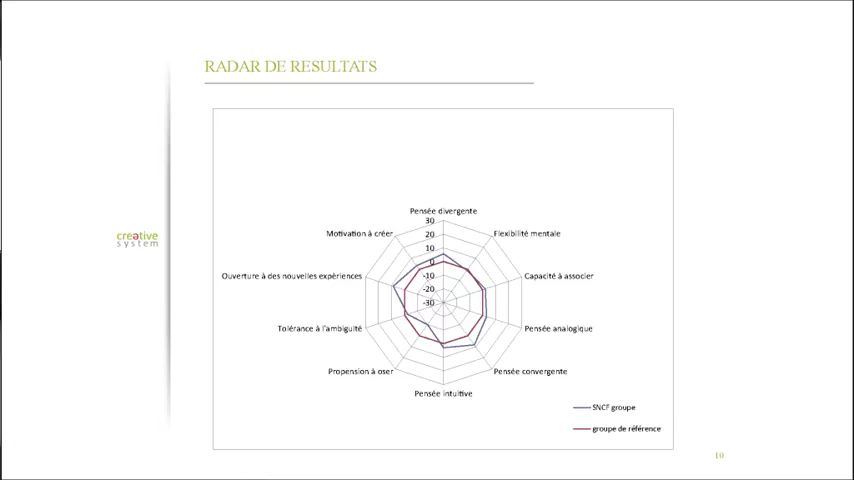 RADAR DE RESULTATS
creative
system
Pensée divergente
Flexibilité mentale
Capacité à associer
Pensée analogique
Pensée convergente
Pensée intuitive
Propension à oser
Tolérance à l'ambiguité
Ouverture à des nouvelles expériences
Motivation à créer
30
20
10
0
-10
-20
-30
SNCF groupe
groupe de référence
10